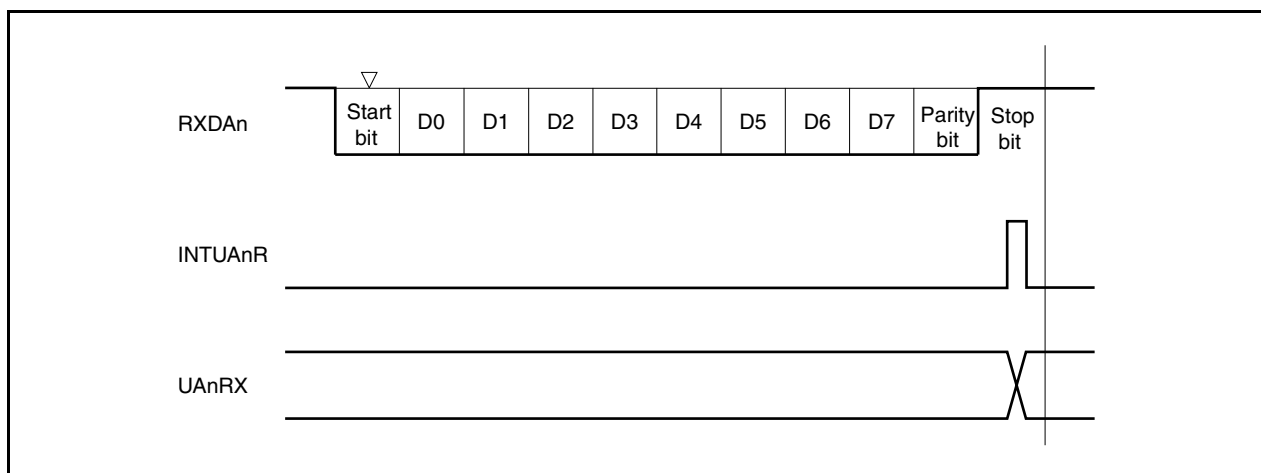 RXDAn
Start
bit
D0
D1
D2
D3
D4
D5
D6
D7
Parity
bit
Stop
bit
INTUAnR
UAnRX